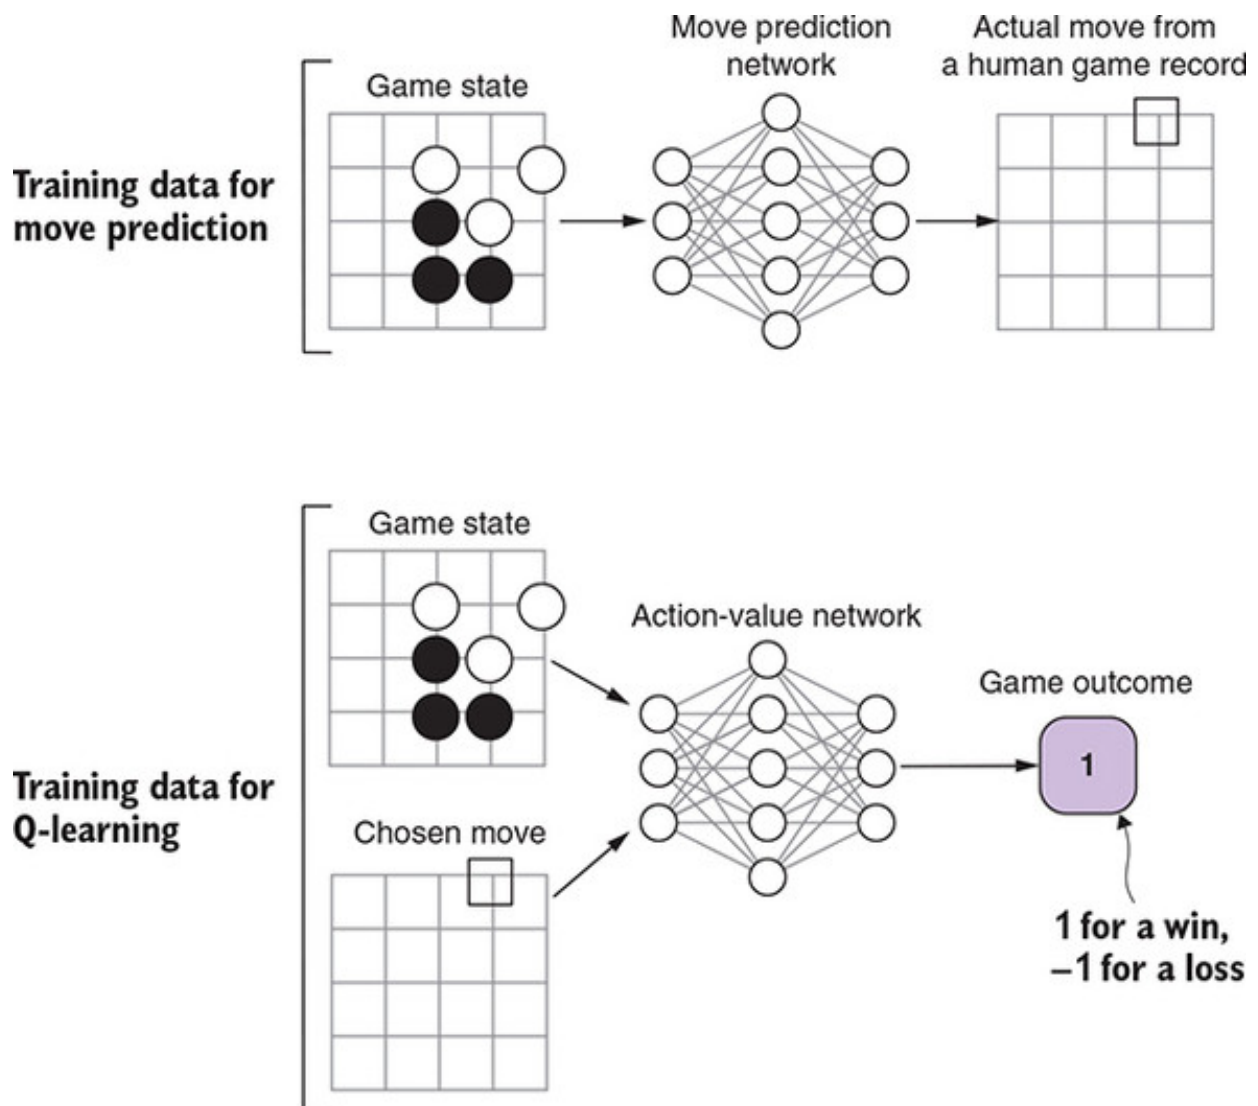 Move prediction
network
Actual move from
a human game record
Game state
Training data for
move prediction
Game state
Action-value network
Game outcome
1
Training data for
Q-learning
Chosen move
1 for a win,
–1 for a loss